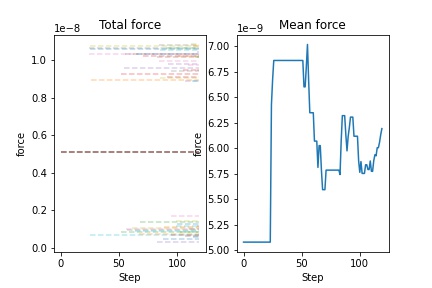 Total force
Mean force
1e−8
1e−9
1.0
0.8
0.6
0.4
0.2
0.0
force
0
50
100
Step
7.00
6.75
6.50
6.25
6.00
5.75
5.50
5.25
5.00
force
0
50
100
Step